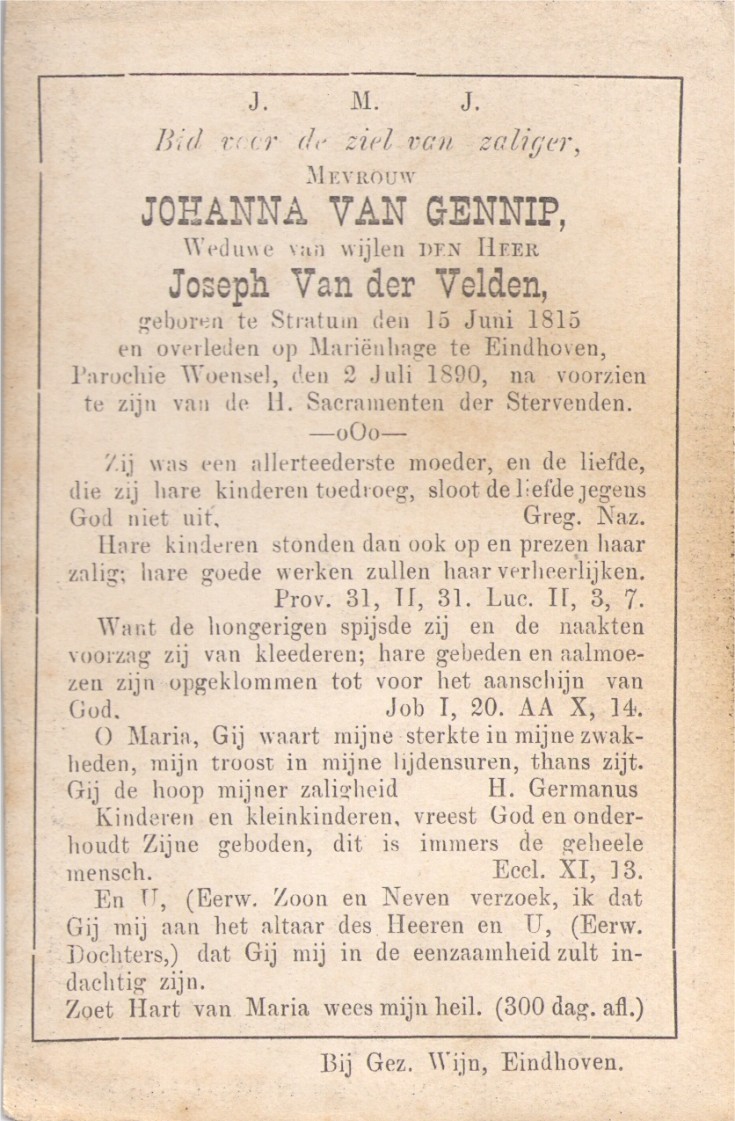 J. M. J.
Bid voor de ziel van zaliger,
MEVROUW
JOHANNA VAN GENNIP,
Weduwe van wijlen DEN HEER
Joseph Van der Velden,
geboren te Stratum den 15 Juni 1815
en overleden op Mariënhage te Eindhoven,
Parochie Woensel, den 2 Juli 1890, na voorzien
te zijn van de H. Sacramenten der Stervenden.
—oOo—
Zij was een allerteederste moeder, en de liefde,
die zij hare kinderen toedroeg, sloot de liefde jegens
God niet uit. Greg. Naz.
Hare kinderen stonden dan ook op en prezen haar
zalig; hare goede werken zullen haar verheerlijken.
Prov. 31, II, 31. Luc. II, 3, 7.
Want de hongerigen spijsde zij en de naakten
voorzag zij van kleederen; hare gebeden en aalmoe-
zen zijn opgeklommen tot voor het aanschijn van
God. Job I, 20. AA X, 14.
O Maria, Gij waart mijne sterkte in mijne zwak-
heden, mijn troost in mijne lijdensuren, thans zijt.
Gij de hoop mijner zaligheid H. Germanus
Kinderen en kleinkinderen, vreest God en onder-
houdt Zijne geboden, dit is immers de geheele
mensch. Eccl. XI, 13.
En U, (Eerw. Zoon en Neven verzoek, ik dat
Gij mij aan het altaar des Heeren en U, (Eerw.
Dochters,) dat Gij mij in de eenzaamheid zult in-
dachtig zijn.
Zoet Hart van Maria wees mijn heil. (300 dag. afl.)
Bij Gez. Wijn, Eindhoven.